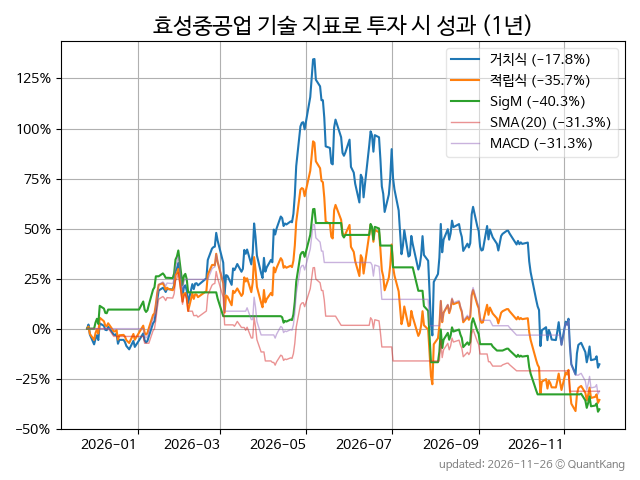 효성중공업 기술 지표로 투자 시 성과 (1년)
거치식 (-17.8%)
적립식 (-35.7%)
SigM (-40.3%)
SMA(20) (-31.3%)
MACD (-31.3%)
125%
100%
75%
50%
25%
0%
-25%
-50%
2026-01
2026-03
2026-05
2026-07
2026-09
2026-11
updated: 2026-11-26 © QuantKang